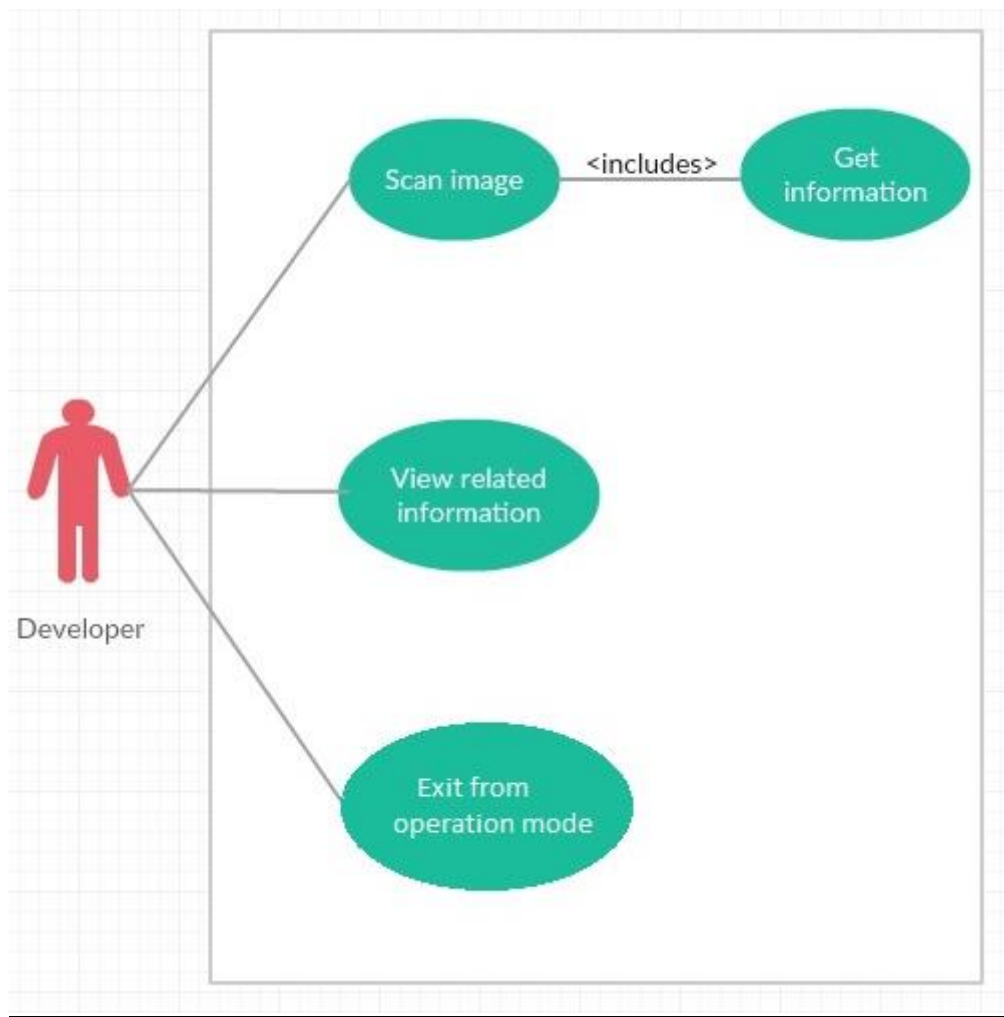 Scan image
<includes>
Get
information
View related
information
Developer
Exit from
operation mode